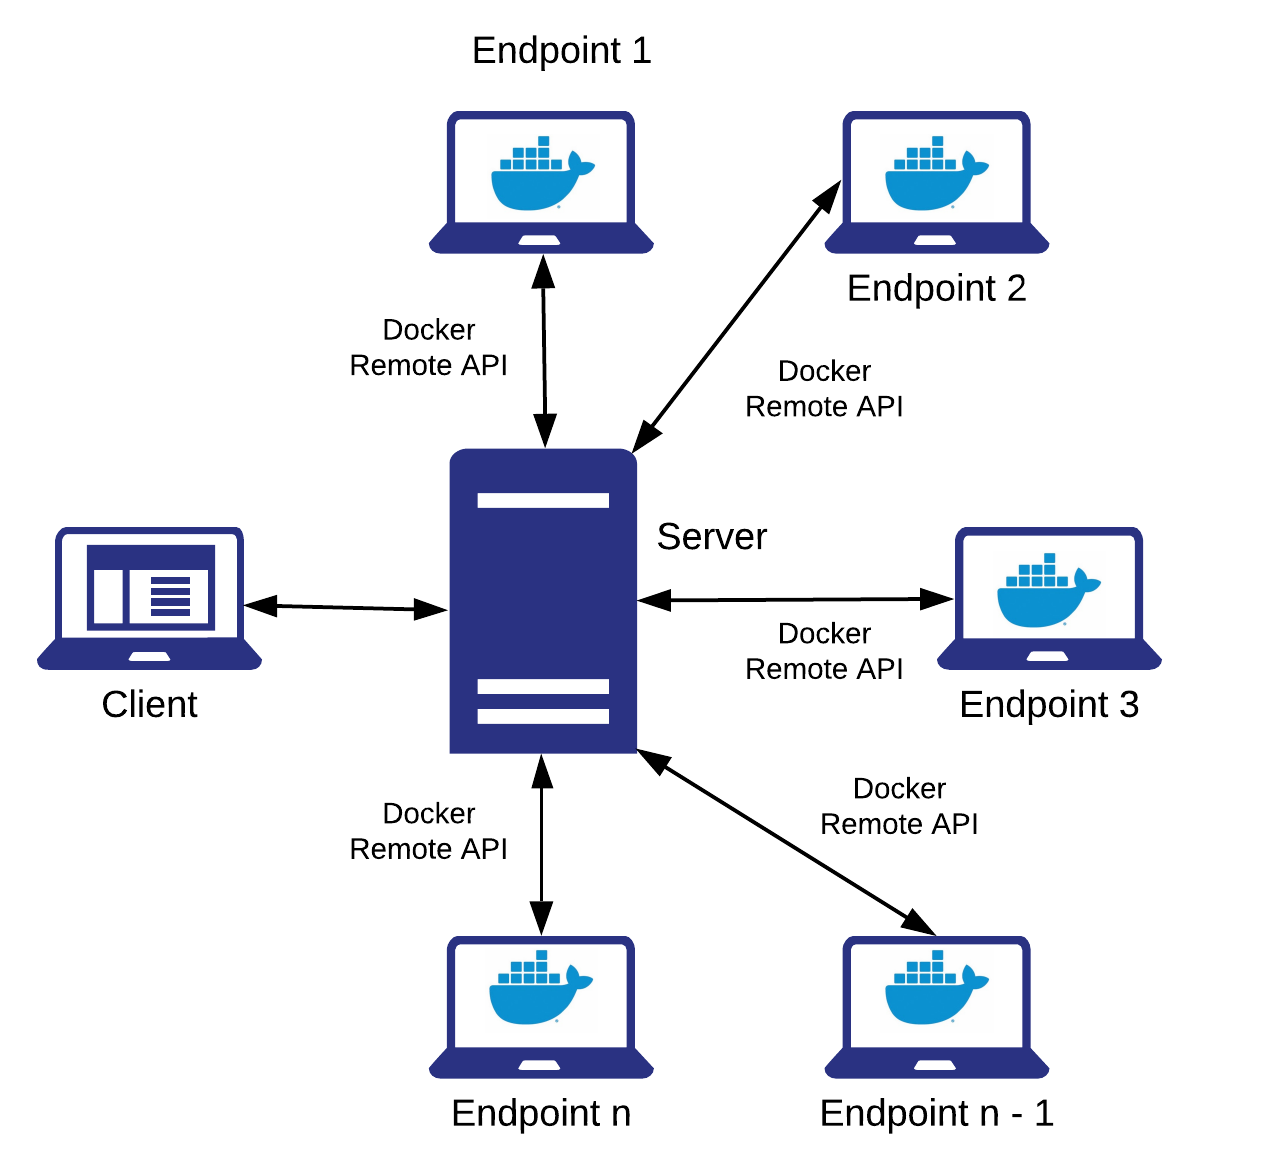 Endpoint 1
Endpoint 2
Docker
Remote API
Docker
Remote API
Server
Client
Docker
Remote API
Endpoint 3
Docker
Remote API
Docker
Remote API
Endpoint n
Endpoint n - 1